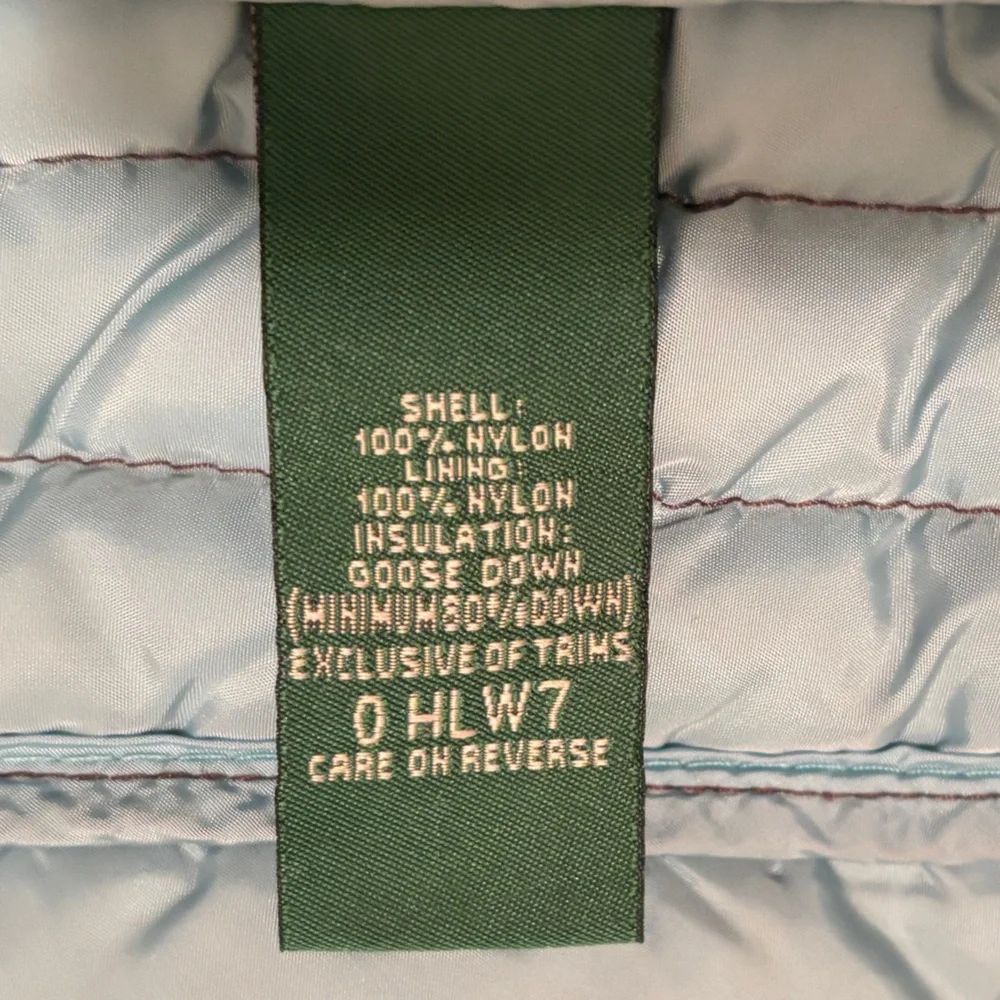 SHELL:
100% NYLON
LINING:
100% NYLON
INSULATION:
GOOSE DOWN
(MINIMUM 80% DOWN)
EXCLUSIVE OF TRIMS
0 HLW7
CARE ON REVERSE